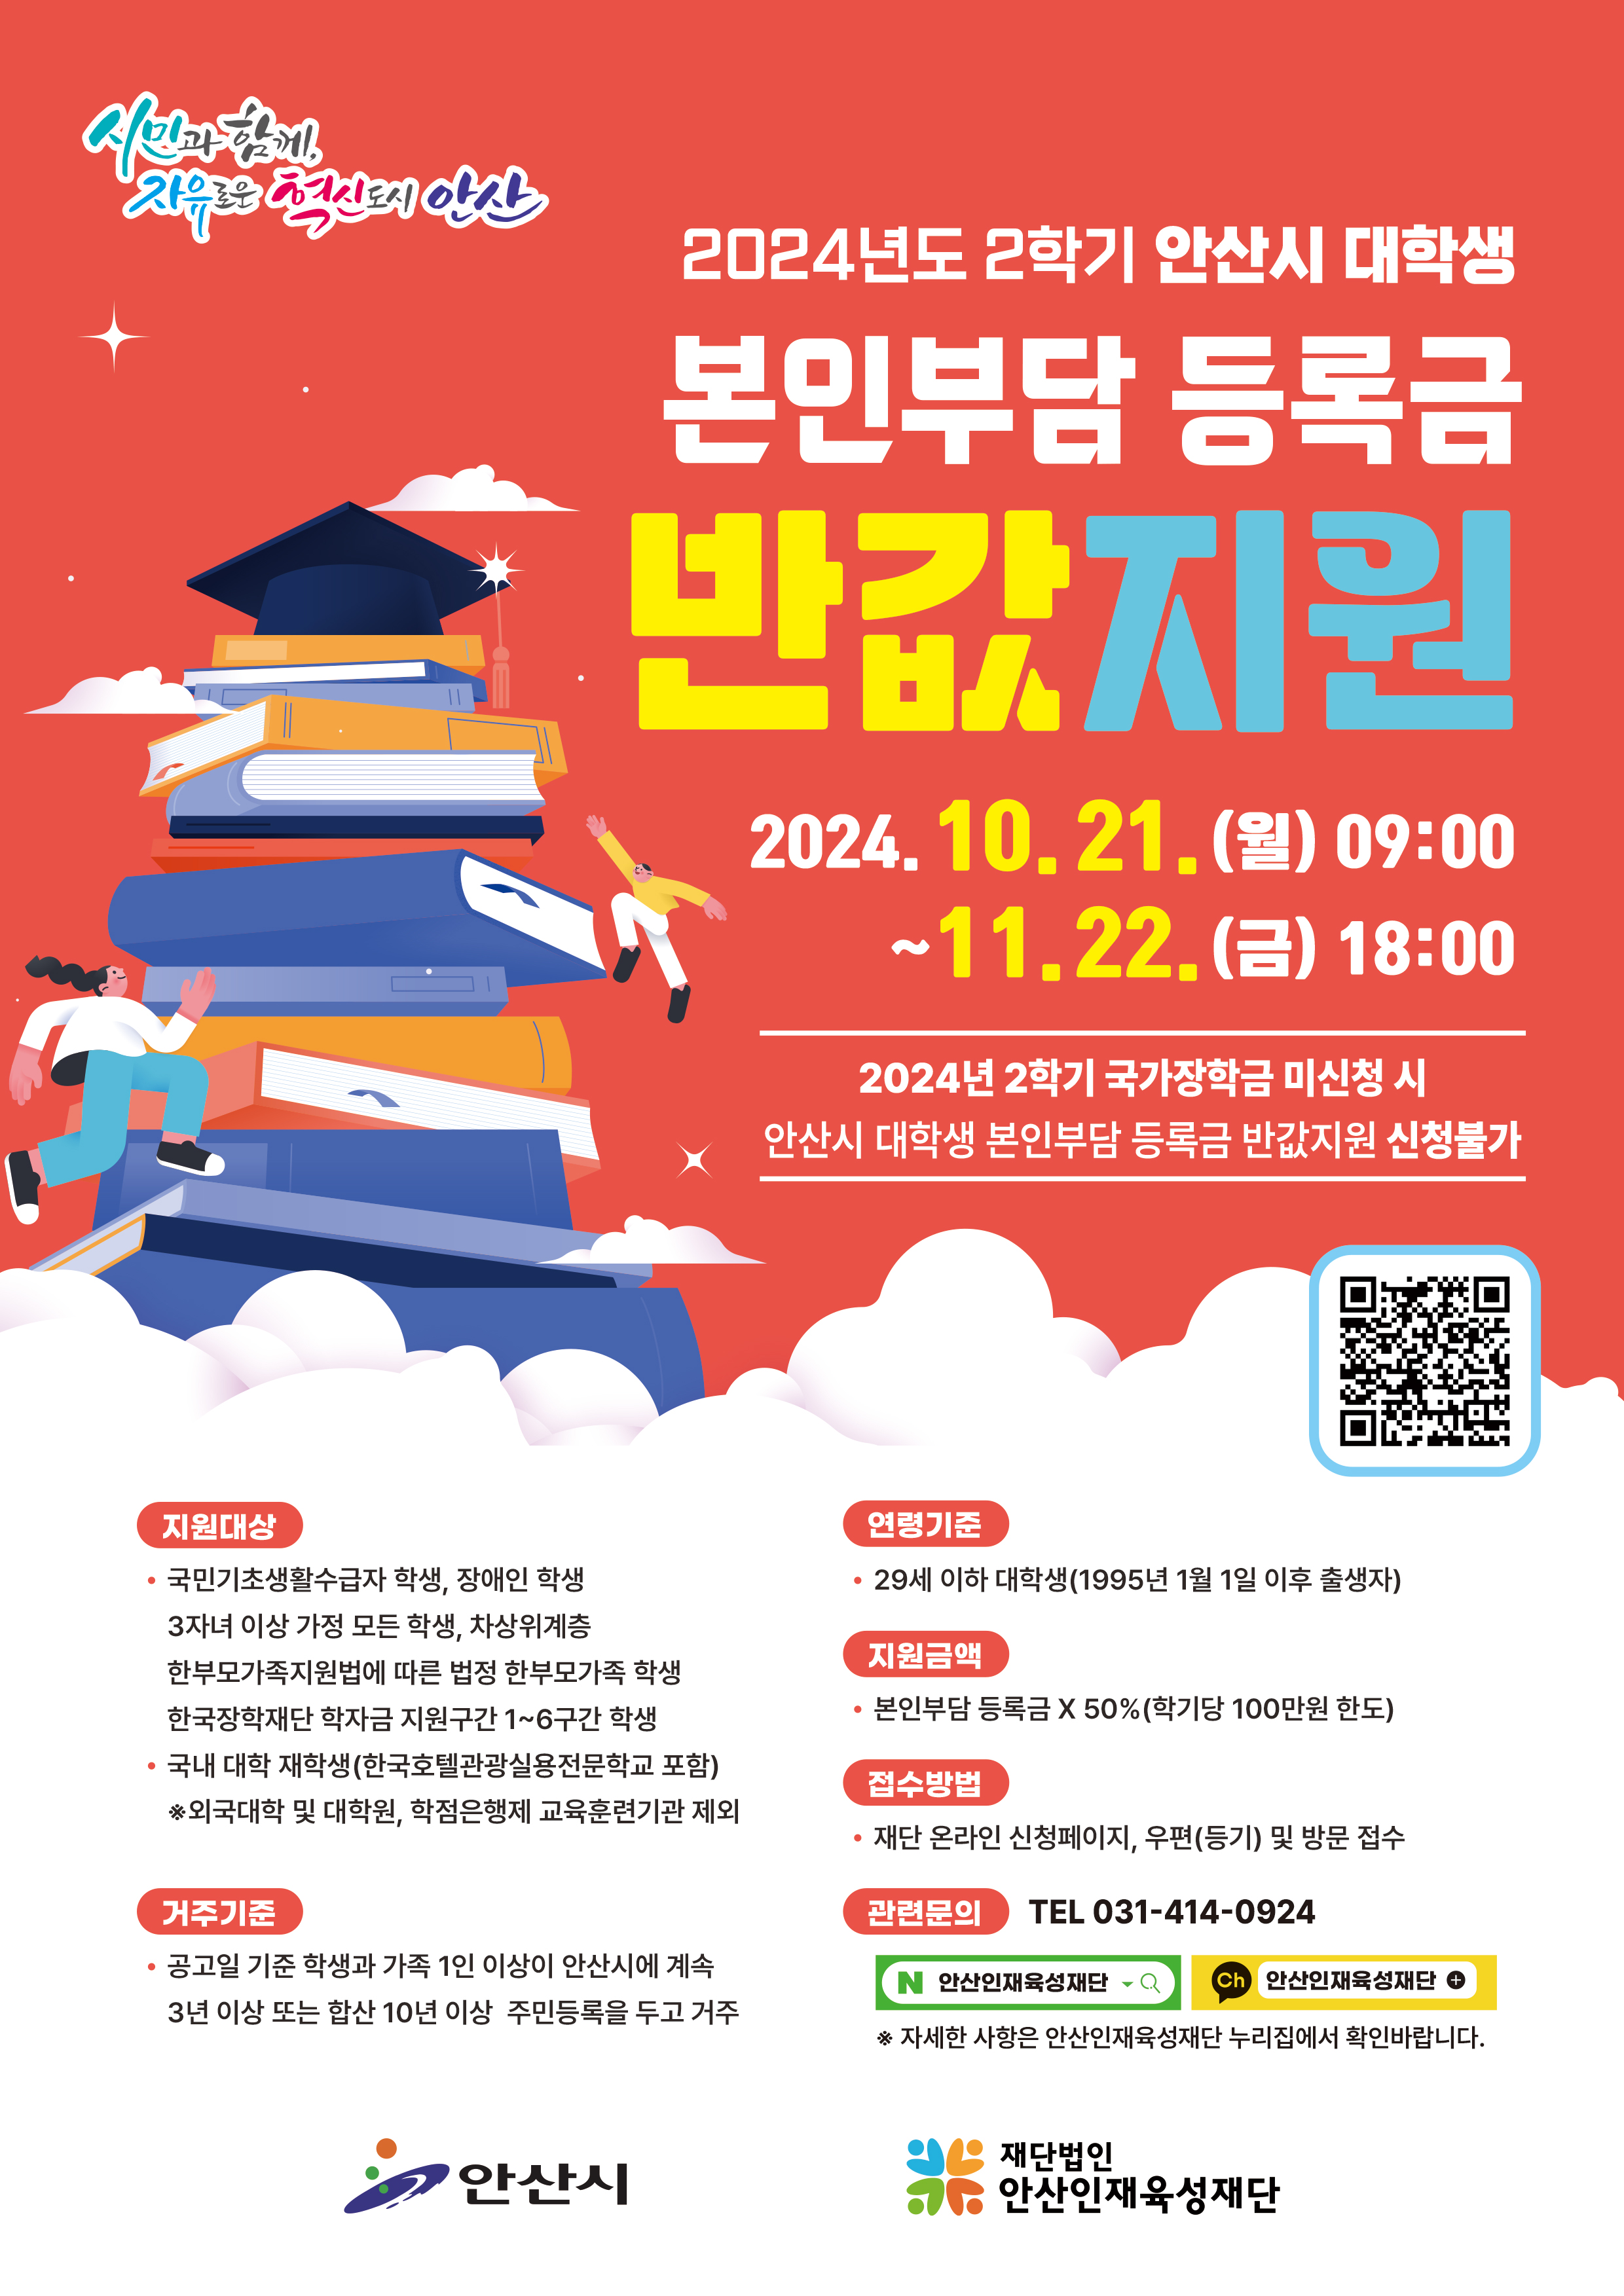 시민과 함께,
자유로운 혁신도시 안산
2024년도 2학기 안산시 대학생
본인부담 등록금
반값지원
2024. 10. 21. (월) 09:00
~11. 22. (금) 18:00
2024년 2학기 국가장학금 미신청 시
안산시 대학생 본인부담 등록금 반값지원 신청불가
지원대상
• 국민기초생활수급자 학생, 장애인 학생
3자녀 이상 가정 모든 학생, 차상위계층
한부모가족지원법에 따른 법정 한부모가족 학생
한국장학재단 학자금 지원구간 1~6구간 학생
• 국내 대학 재학생(한국호텔관광실용전문학교 포함)
※외국대학 및 대학원, 학점은행제 교육훈련기관 제외
거주기준
• 공고일 기준 학생과 가족 1인 이상이 안산시에 계속
3년 이상 또는 합산 10년 이상 주민등록을 두고 거주
연령기준
• 29세 이하 대학생(1995년 1월 1일 이후 출생자)
지원금액
• 본인부담 등록금 X 50%(학기당 100만원 한도)
접수방법
• 재단 온라인 신청페이지, 우편(등기) 및 방문 접수
관련문의 TEL 031-414-0924
N 안산인재육성재단
Ch 안산인재육성재단
※ 자세한 사항은 안산인재육성재단 누리집에서 확인바랍니다.
안산시
재단법인
안산인재육성재단